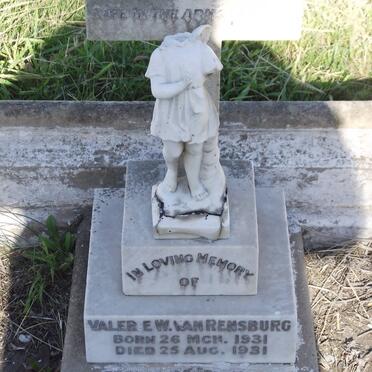 SAFE IN THE
IN LOVING MEMORY
OF
VALER E W. VAN RENSBURG
BORN 26 MCH. 1931
DIED 25 AUG. 1931